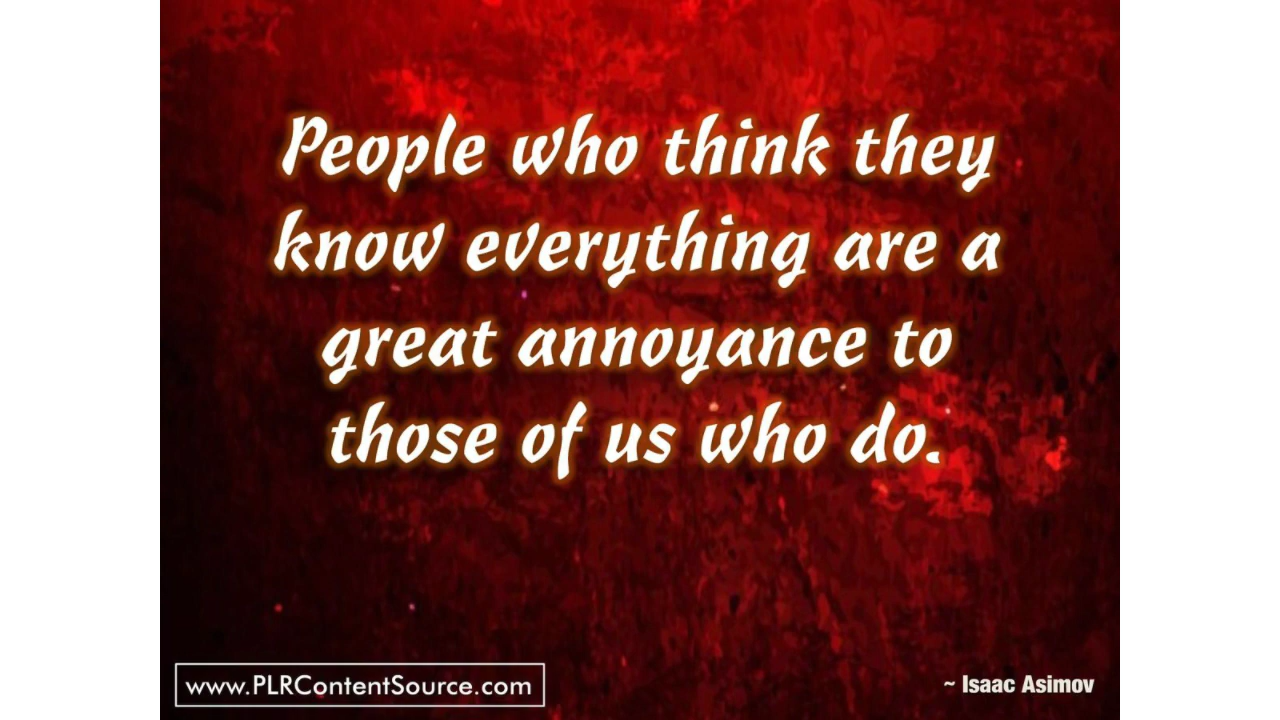 People who think they
know everything are a
great annoyance to
those of us who do.
www.PLRContentSource.com
~ Isaac Asimov